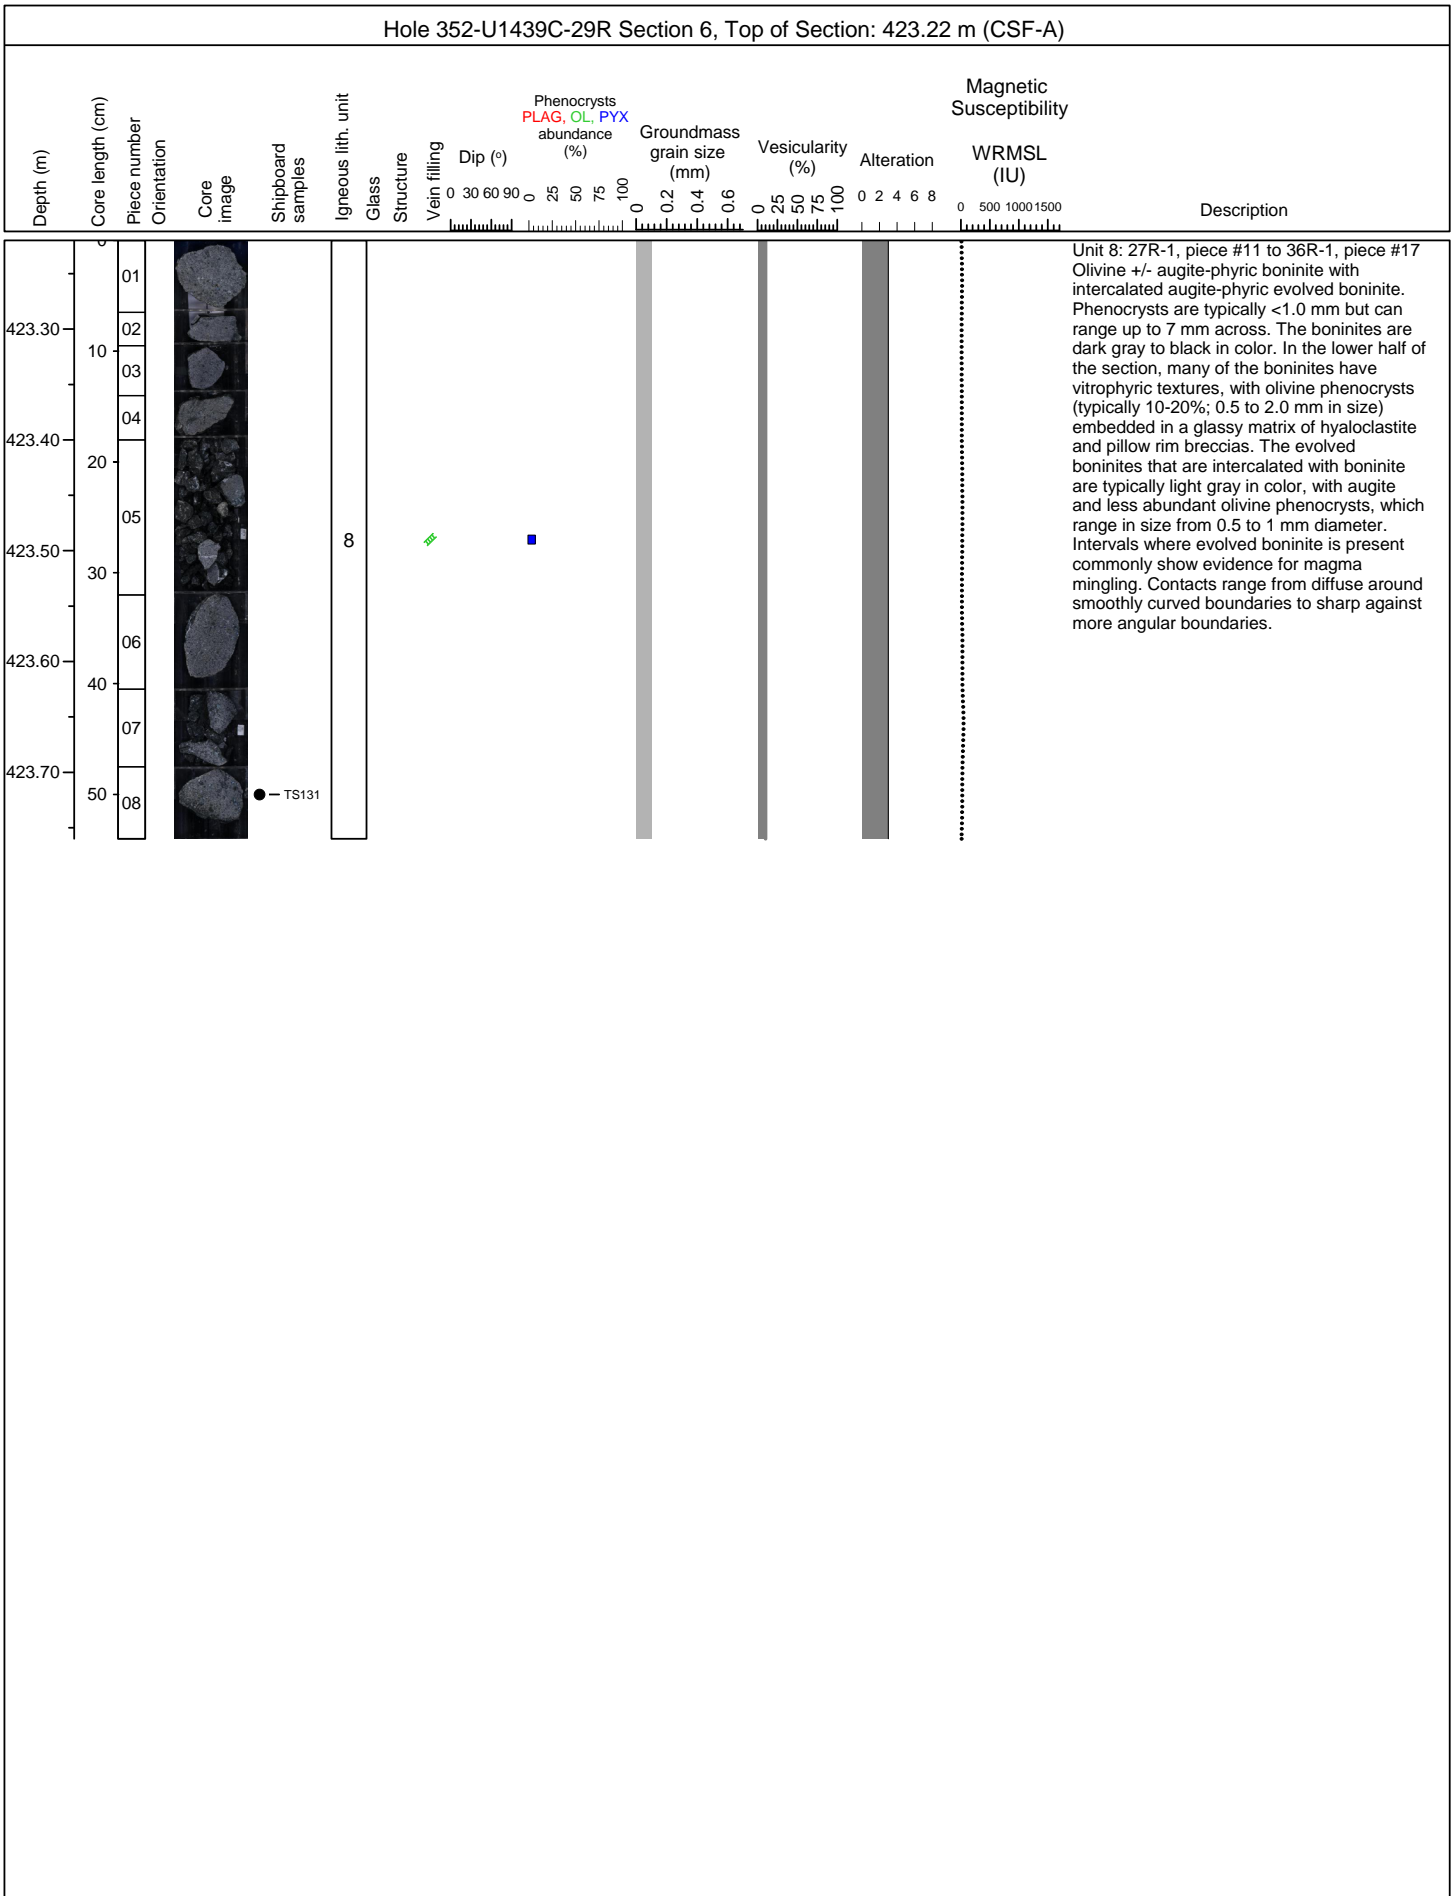 Hole 352-U1439C-29R Section 6, Top of Section: 423.22 m (CSF-A)
Depth (m)
Core length (cm)
Piece number
Orientation
Core
image
Shipboard
samples
Igneous lith. unit
Glass
Structure
Vein filling
Dip (o)
0 30 60 90
Phenocrysts
PLAG, OL, PYX
abundance
(%)
0 25 50 75 100
Groundmass
grain size
(mm)
0 0.2 0.4 0.6
Vesicularity
(%)
0 25 50 75 100
Alteration
0 2 4 6 8
Magnetic
Susceptibility
WRMSL
(IU)
0 500 1000 1500
Description
423.30
423.40
423.50
423.60
423.70
0
10
20
30
40
50
01
02
03
04
05
06
07
08
TS131
8
Unit 8: 27R-1, piece #11 to 36R-1, piece #17
Olivine +/- augite-phyric boninite with
intercalated augite-phyric evolved boninite.
Phenocrysts are typically <1.0 mm but can
range up to 7 mm across. The boninites are
dark gray to black in color. In the lower half of
the section, many of the boninites have
vitrophyric textures, with olivine phenocrysts
(typically 10-20%; 0.5 to 2.0 mm in size)
embedded in a glassy matrix of hyaloclastite
and pillow rim breccias. The evolved
boninites that are intercalated with boninite
are typically light gray in color, with augite
and less abundant olivine phenocrysts, which
range in size from 0.5 to 1 mm diameter.
Intervals where evolved boninite is present
commonly show evidence for magma
mingling. Contacts range from diffuse around
smoothly curved boundaries to sharp against
more angular boundaries.